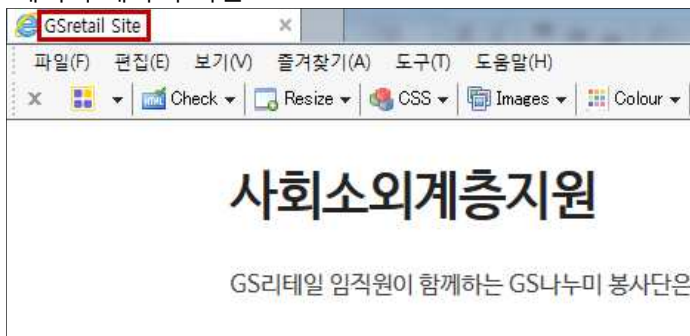 GSretail Site
파일(F) 편집(E) 보기(V) 즐겨찾기(A) 도구(T) 도움말(H)
x Check Resize CSS Images Colour
사회소외계층지원
GS리테일 임직원이 함께하는 GS나누미 봉사단은